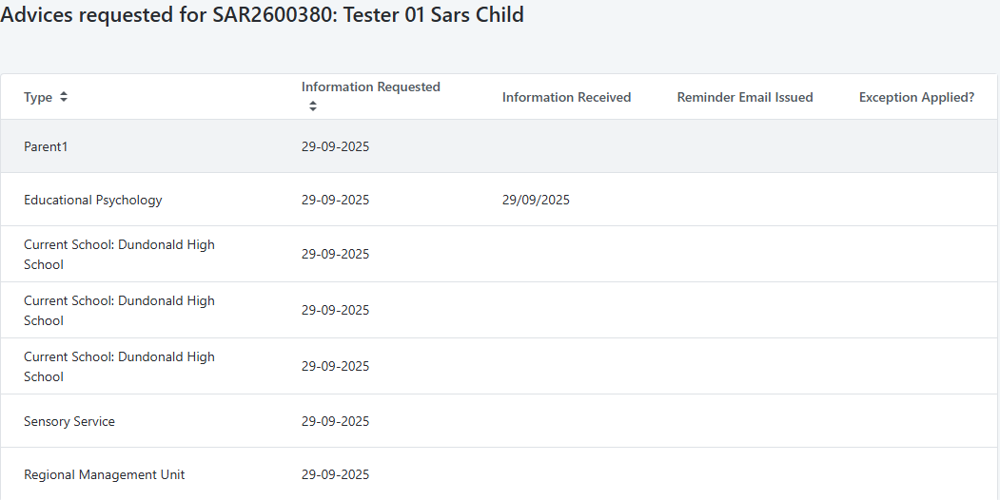 Advices requested for SAR2600380: Tester 01 Sars Child
Type Information Requested Information Received Reminder Email Issued Exception Applied?
Parent1 29-09-2025
Educational Psychology 29-09-2025 29/09/2025
Current School: Dundonald High
School 29-09-2025
Current School: Dundonald High
School 29-09-2025
Current School: Dundonald High
School 29-09-2025
Sensory Service 29-09-2025
Regional Management Unit 29-09-2025